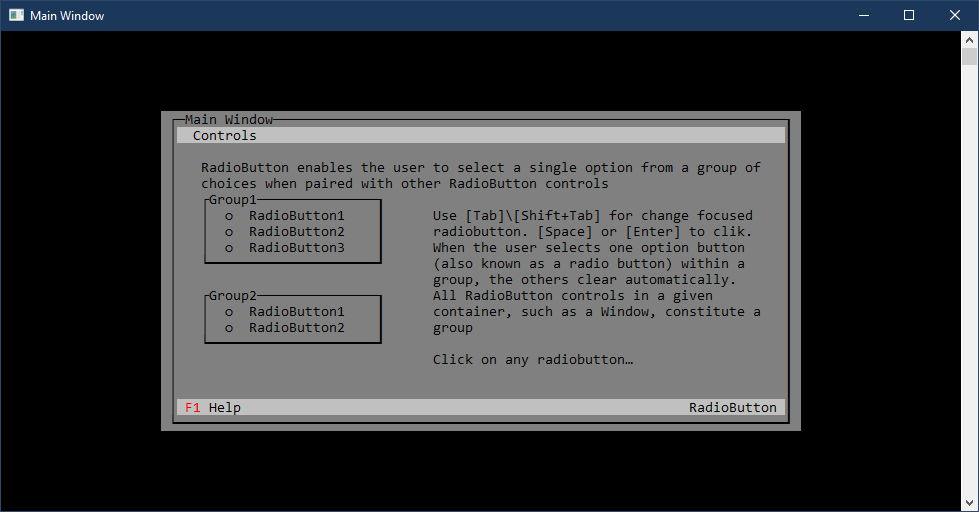 Main Window
Main Window
Controls
RadioButton enables the user to select a single option from a group of
choices when paired with other RadioButton controls
Group1
o RadioButton1
o RadioButton2
o RadioButton3
Use [Tab]\[Shift+Tab] for change focused
radiobutton. [Space] or [Enter] to clik.
When the user selects one option button
(also known as a radio button) within a
group, the others clear automatically.
All RadioButton controls in a given
container, such as a Window, constitute a
group
Group2
o RadioButton1
o RadioButton2
Click on any radiobutton…
F1 Help
RadioButton